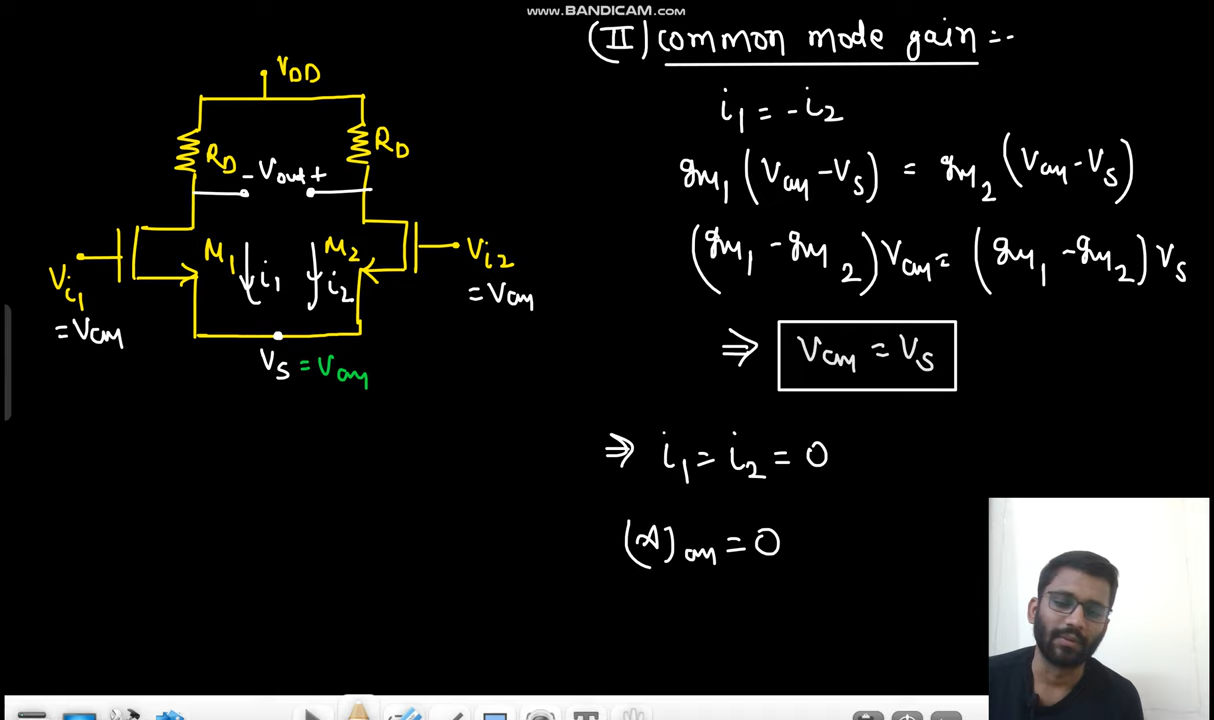 www.BANDICAM.com
(II) common mode gain :-
VDD
RD
RD
- Vout +
M1
M2
i1
i2
Vi1
= Vcm
Vi2
= Vcm
VS = Vcm
i1 = -i2
gm1 (Vcm - VS) = gm2 (Vcm - VS)
(gm1 - gm2) Vcm = (gm1 - gm2) VS
⇒ Vcm = VS
⇒ i1 = i2 = 0
(A)cm = 0